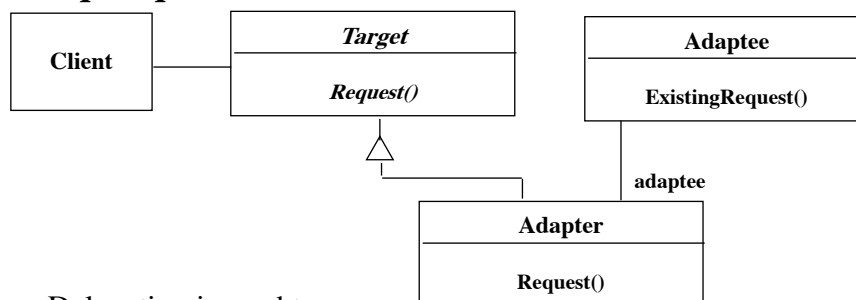 Client
Target
Request()
Adaptee
ExistingRequest()
adaptee
Adapter
Request()